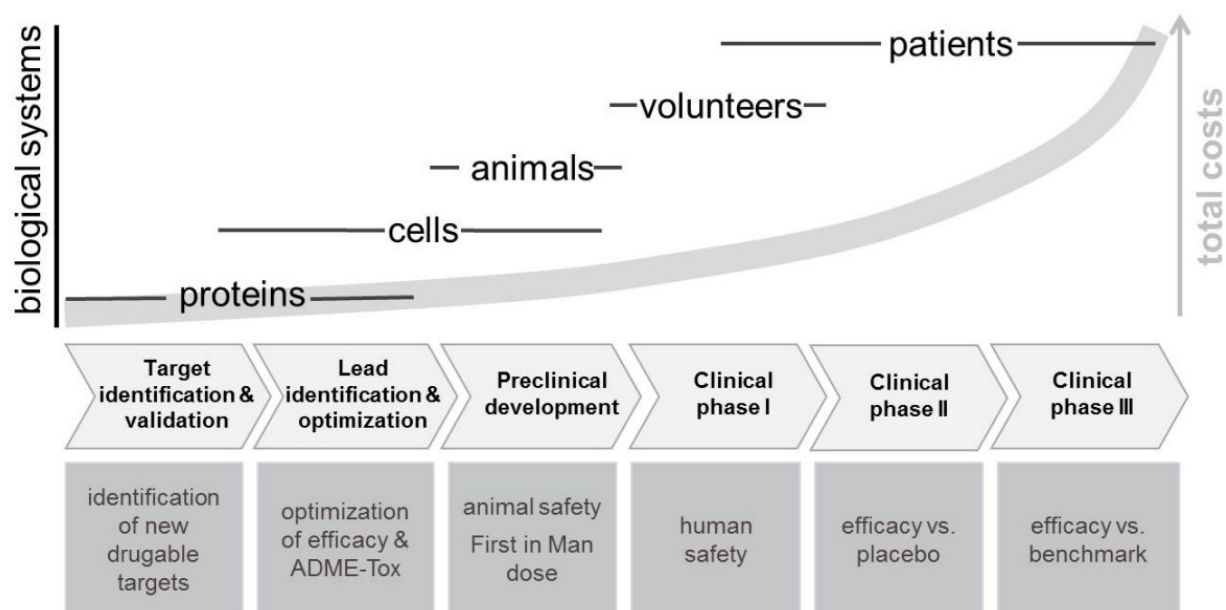 biological systems
patients
volunteers
animals
cells
proteins
total costs
Target
identification &
validation
Lead
identification &
optimization
Preclinical
development
Clinical
phase I
Clinical
phase II
Clinical
phase III
identification
of new
drugable
targets
optimization
of efficacy &
ADME-Tox
animal safety
First in Man
dose
human
safety
efficacy vs.
placebo
efficacy vs.
benchmark